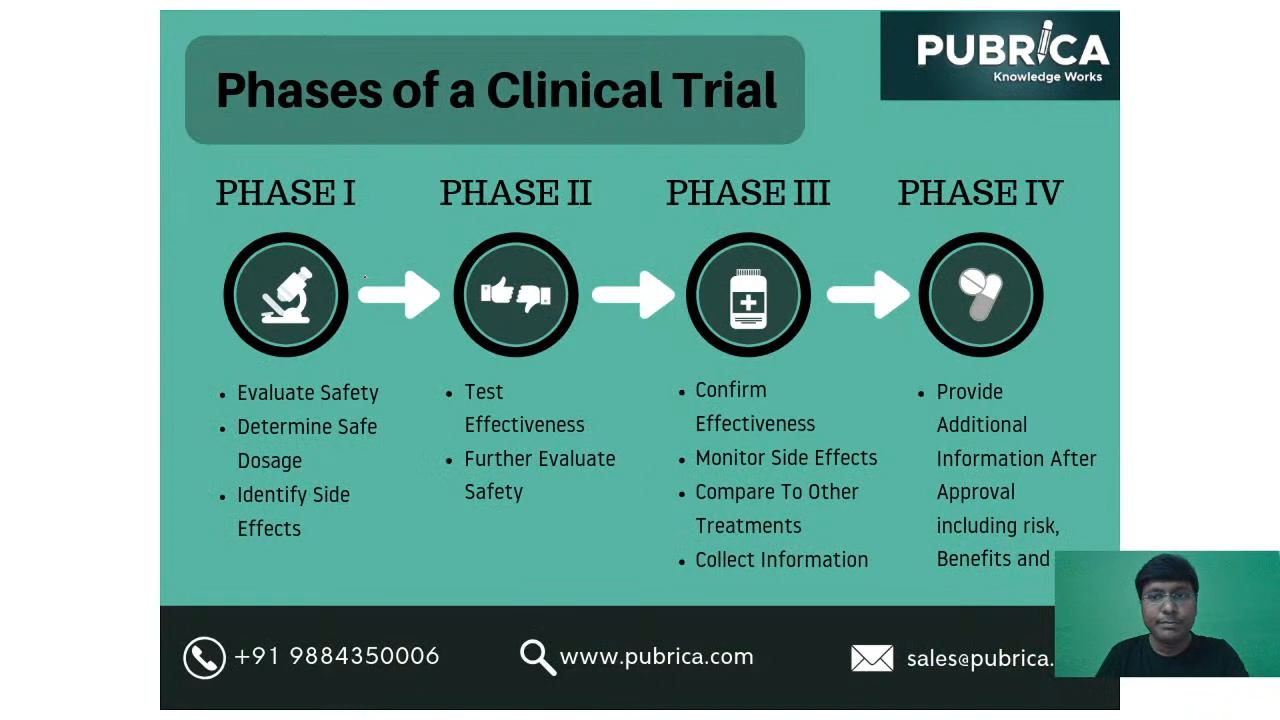 PUBRICA
Knowledge Works
Phases of a Clinical Trial
PHASE I
PHASE II
PHASE III
PHASE IV
• Evaluate Safety
• Determine Safe
Dosage
• Identify Side
Effects
• Test
Effectiveness
• Further Evaluate
Safety
• Confirm
Effectiveness
• Monitor Side Effects
• Compare To Other
Treatments
• Collect Information
• Provide
Additional
Information After
Approval
including risk,
Benefits and
+91 9884350006
www.pubrica.com
sales@pubrica.